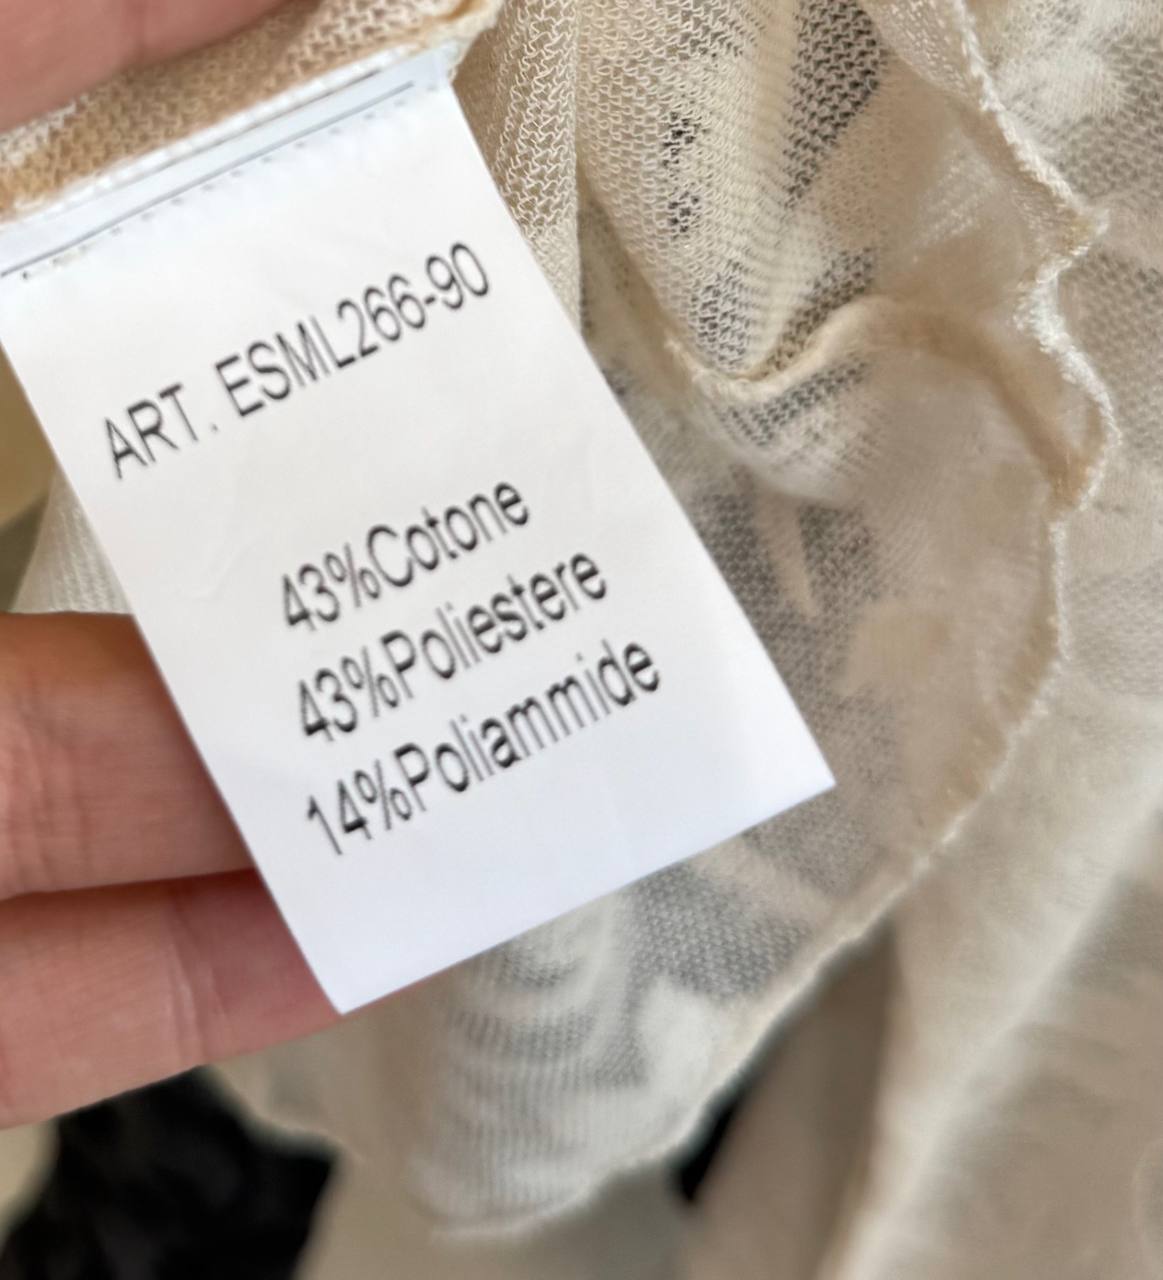 ART. ESML266-90
43%Cotone
43%Poliestere
14%Poliammide